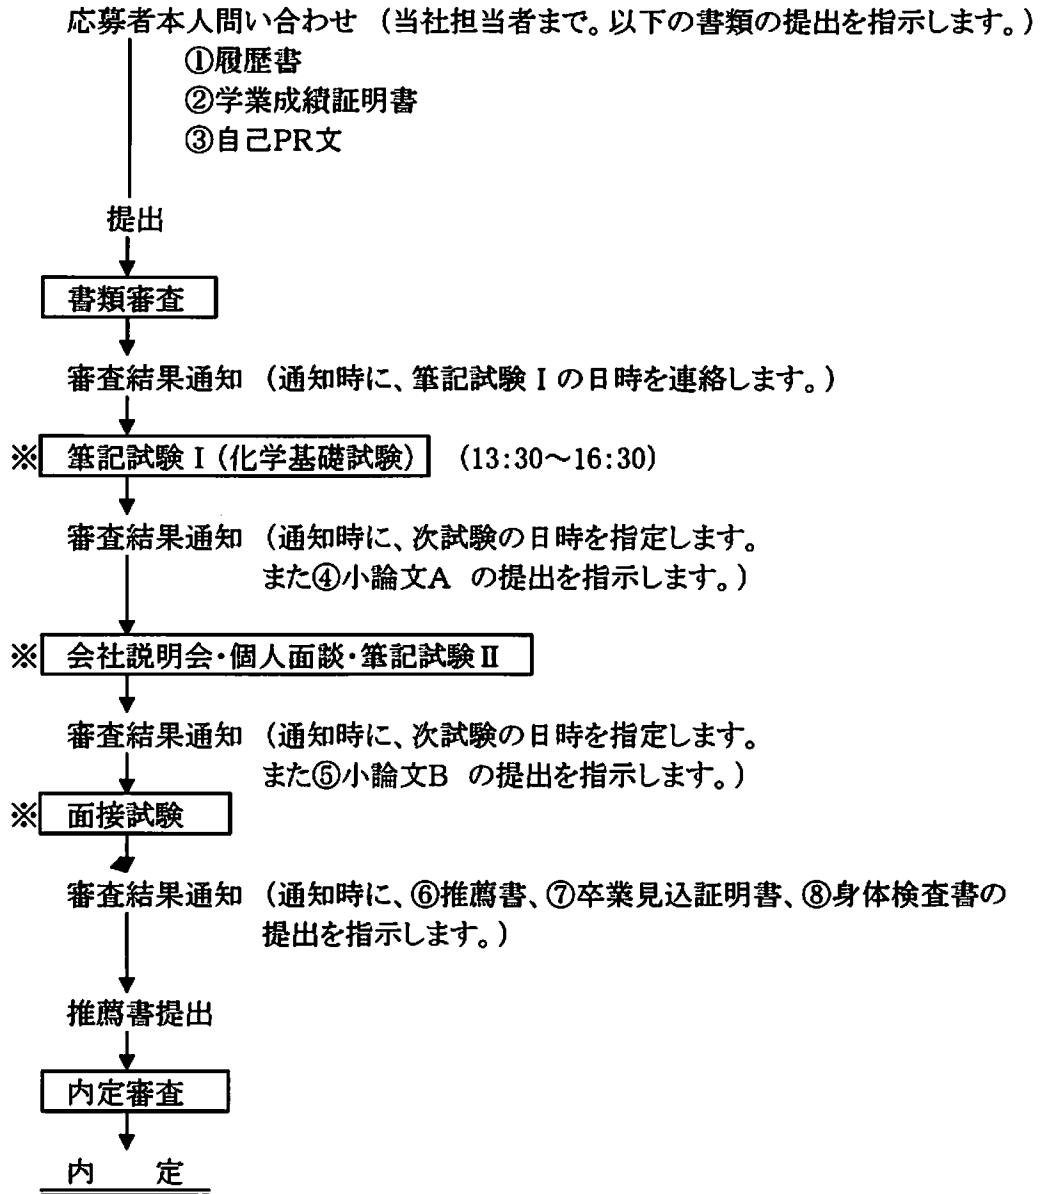 応募者本人問い合わせ (当社担当者まで。以下の書類の提出を指示します。)
①履歴書
②学業成績証明書
③自己PR文
提出
書類審査
審査結果通知 (通知時に、筆記試験Ⅰの日時を連絡します。)
※ 筆記試験Ⅰ(化学基礎試験) (13:30~16:30)
審査結果通知 (通知時に、次試験の日時を指定します。
また④小論文A の提出を指示します。)
※ 会社説明会・個人面談・筆記試験Ⅱ
審査結果通知 (通知時に、次試験の日時を指定します。
また⑤小論文B の提出を指示します。)
※ 面接試験
審査結果通知 (通知時に、⑥推薦書、⑦卒業見込証明書、⑧身体検査書の
提出を指示します。)
推薦書提出
内定審査
内 定